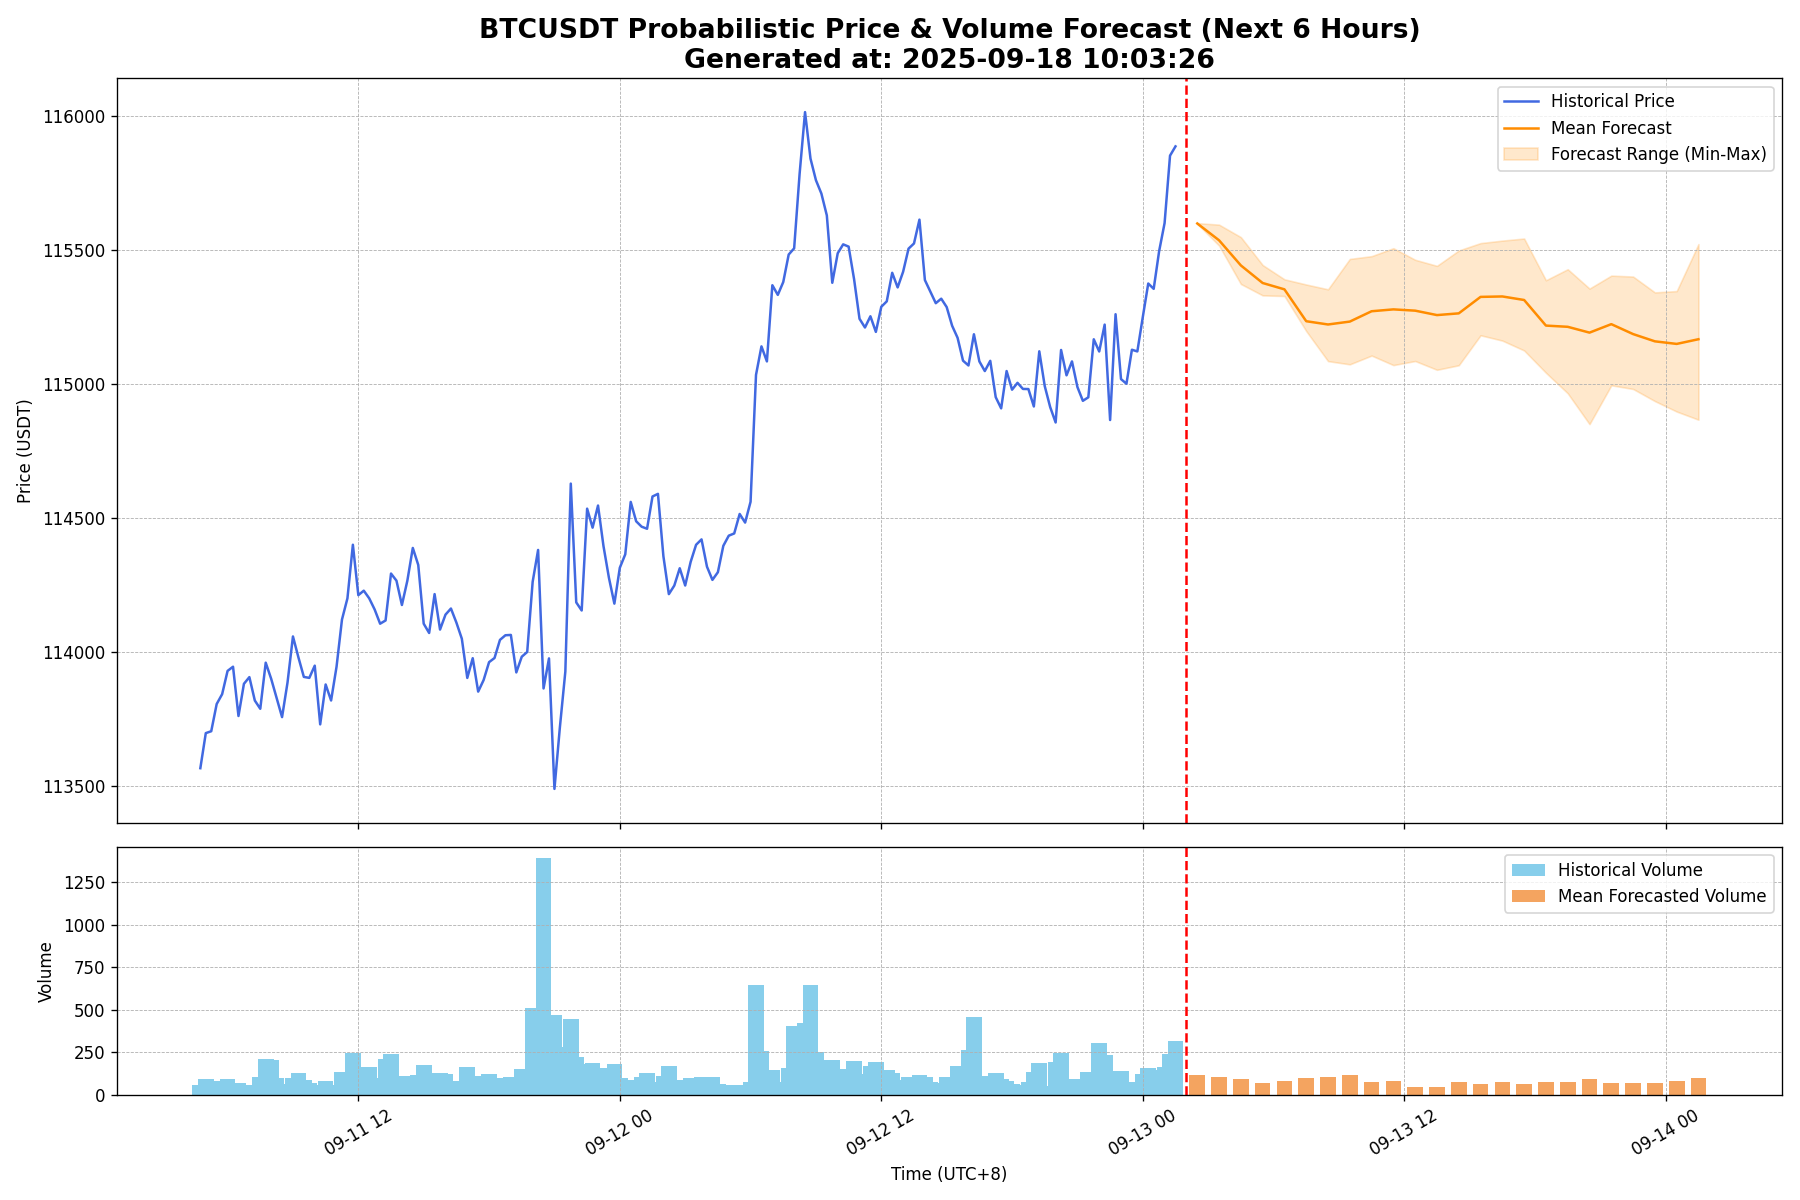 BTCUSDT Probabilistic Price & Volume Forecast (Next 6 Hours)
Generated at: 2025-09-18 10:03:26
Historical Price
Mean Forecast
Forecast Range (Min-Max)
116000
115500
115000
114500
114000
113500
Price (USDT)
Historical Volume
Mean Forecasted Volume
1250
1000
750
500
250
0
Volume
09-11 12
09-12 00
09-12 12
09-13 00
09-13 12
09-14 00
Time (UTC+8)